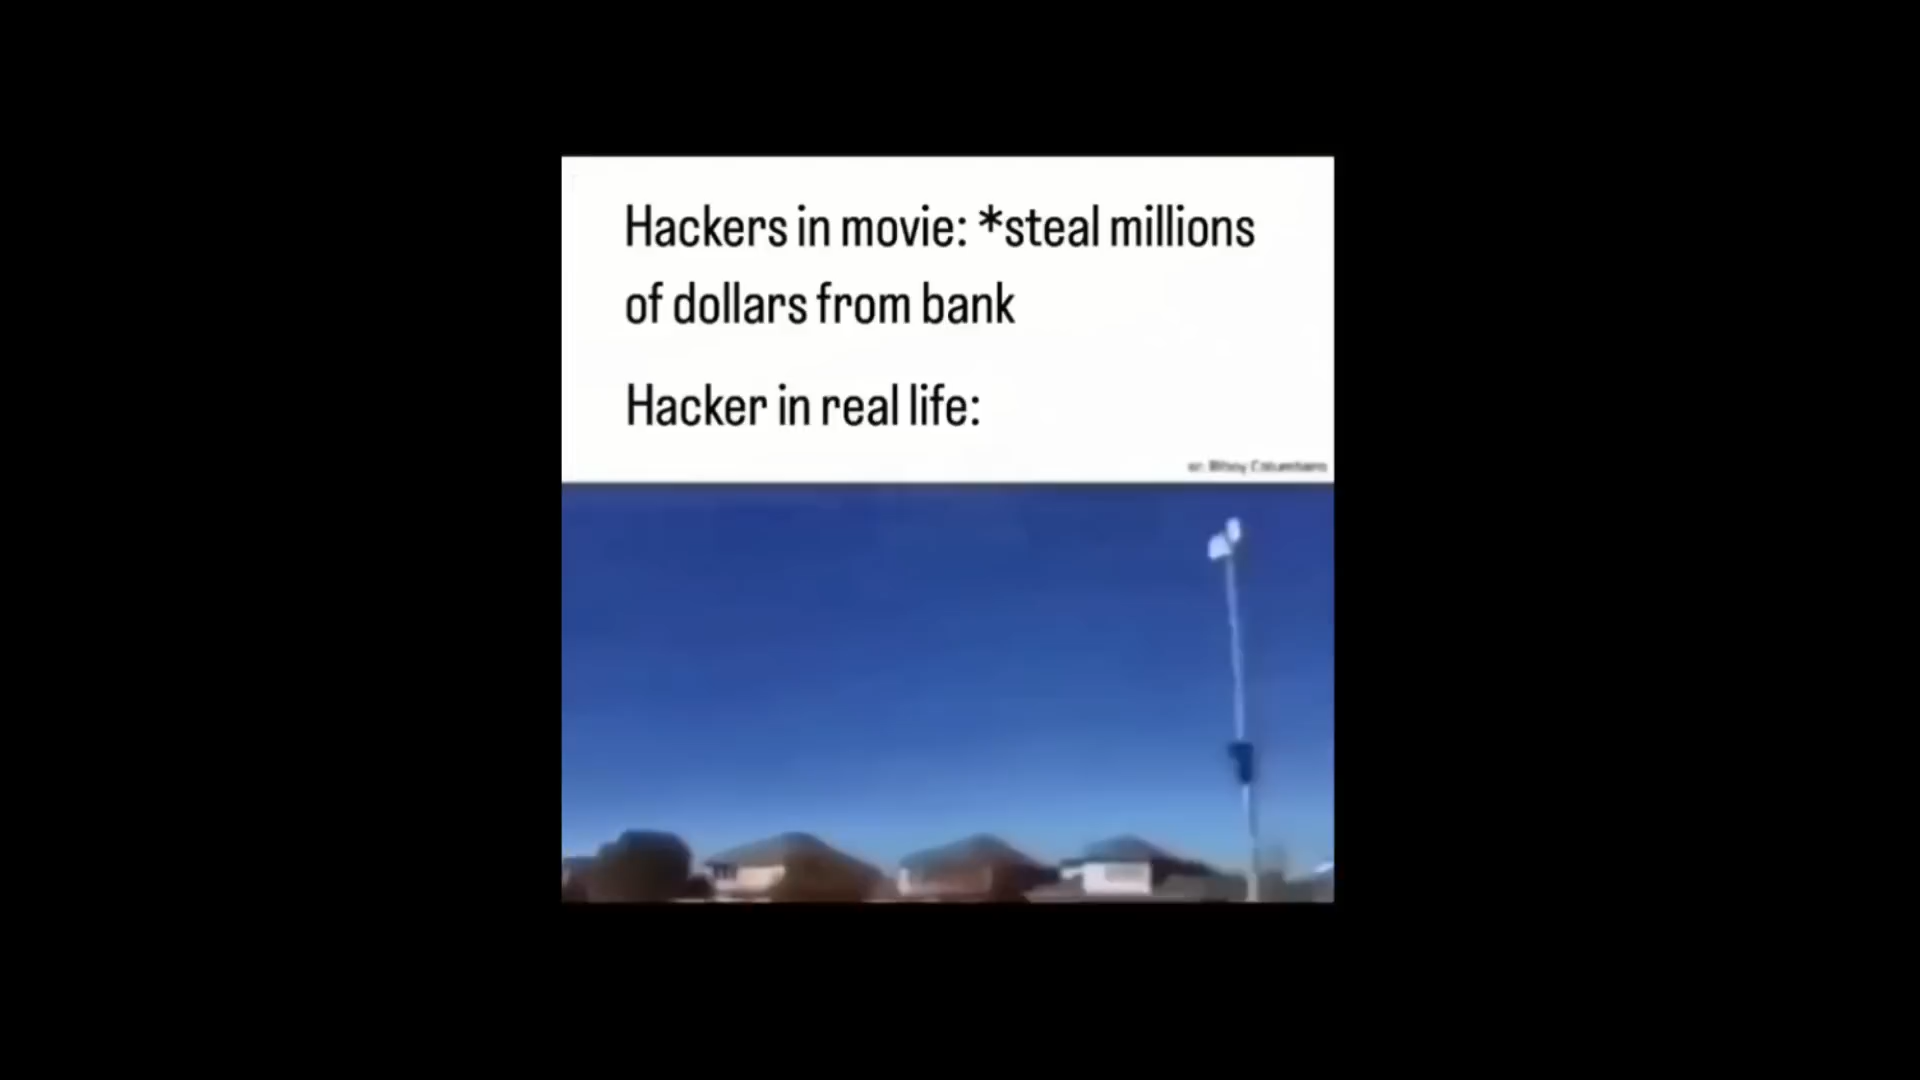 Hackers in movie: *steal millions
of dollars from bank
Hacker in real life: